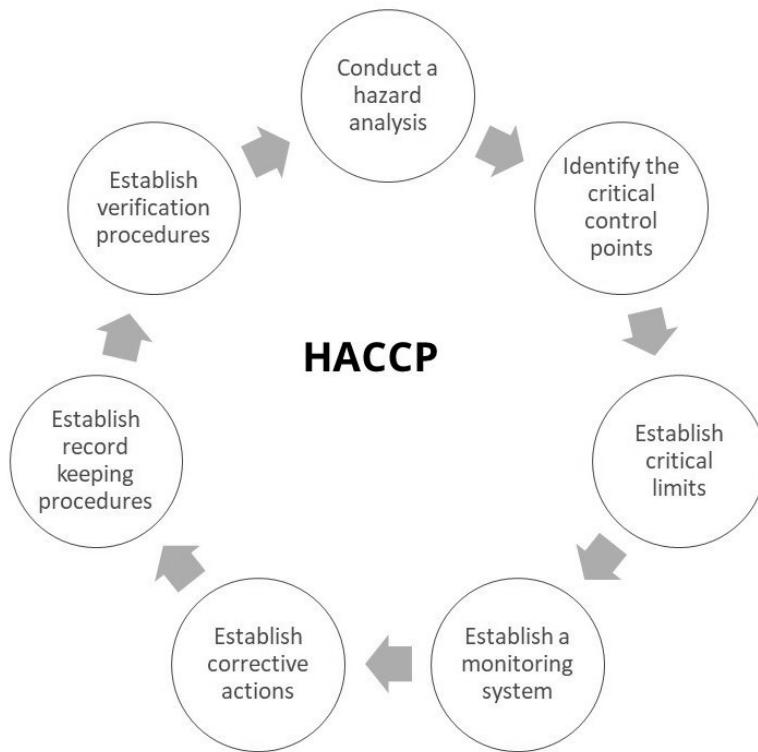 Conduct a
hazard
analysis
Identify the
critical
control
points
Establish
critical
limits
Establish a
monitoring
system
Establish
corrective
actions
Establish
record
keeping
procedures
Establish
verification
procedures
HACCP